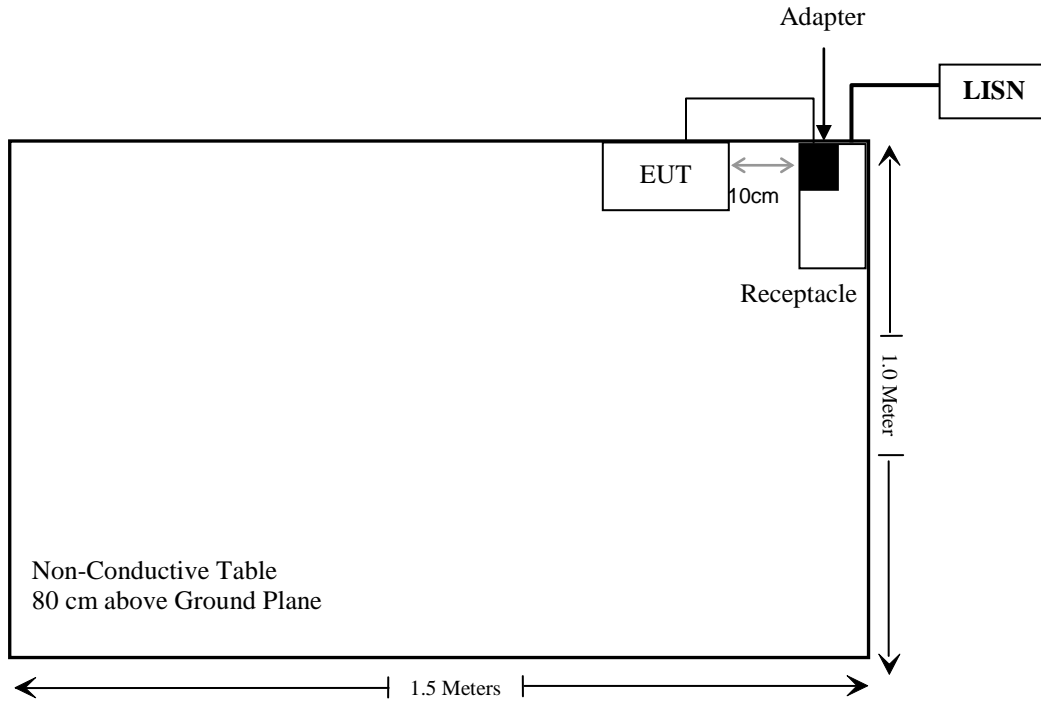 Adapter
LISN
EUT
10cm
Receptacle
1.0 Meter
Non-Conductive Table
80 cm above Ground Plane
1.5 Meters